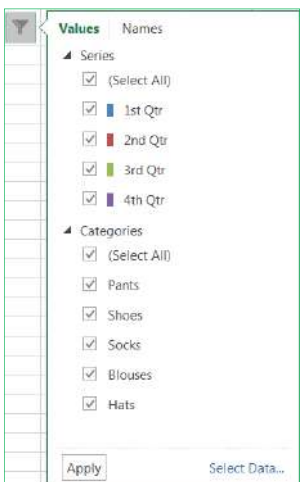 Values Names
Series
(Select All)
1st Qtr
2nd Qtr
3rd Qtr
4th Qtr
Categories
(Select All)
Pants
Shoes
Socks
Blouses
Hats
Apply Select Data...